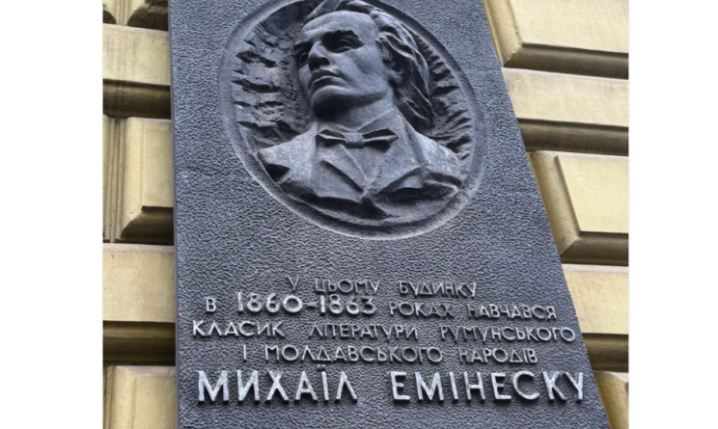 У ЦЬОМУ БУДИНКУ
В 1860-1863 РОКАХ НАВЧАВСЯ
КЛАСИК ЛІТЕРАТУРИ РУМУНСЬКОГО
І МОЛДАВСЬКОГО НАРОДІВ
МИХАЇЛ ЕМІНЕСКУ